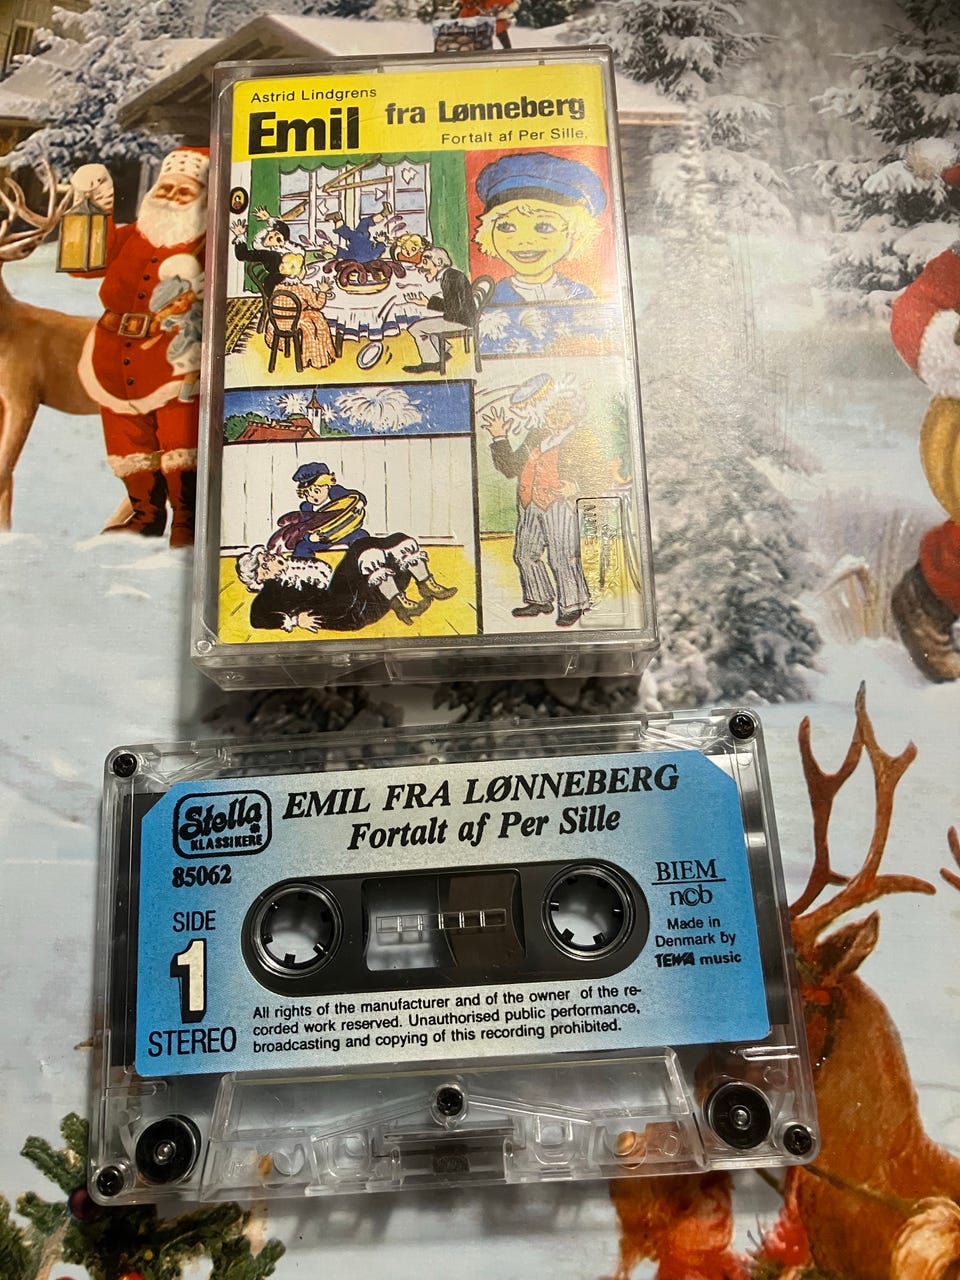 Astrid Lindgrens
Emil fra Lønneberg
Fortalt af Per Sille.
Stella
KLASSIKERE
EMIL FRA LØNNEBERG
Fortalt af Per Sille
85062
SIDE
1
STEREO
BIEM
n©b
Made in
Denmark by
TEWA music
All rights of the manufacturer and of the owner of the re-
corded work reserved. Unauthorised public performance,
broadcasting and copying of this recording prohibited.